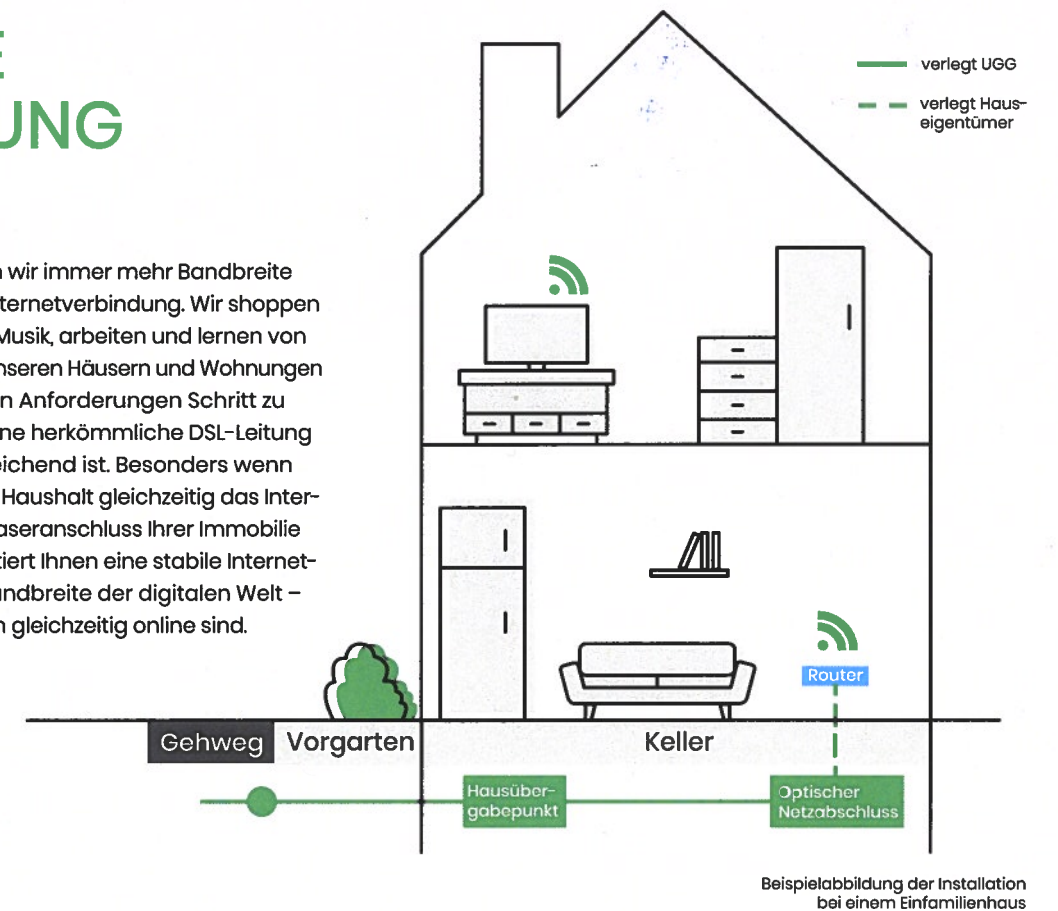 E
UNG
wir immer mehr Bandbreite
ternetverbindung. Wir shoppen
Musik, arbeiten und lernen von
nseren Häusern und Wohnungen
n Anforderungen Schritt zu
ne herkömmliche DSL-Leitung
eichend ist. Besonders wenn
Haushalt gleichzeitig das Inter-
aseranschluss Ihrer Immobilie
tiert Ihnen eine stabile Internet-
andbreite der digitalen Welt –
n gleichzeitig online sind.
verlegt UGG
verlegt Haus-
eigentümer
Router
Gehweg Vorgarten Keller
Hausüber-
gabepunkt
Optischer
Netzabschluss
Beispielabbildung der Installation
bei einem Einfamilienhaus